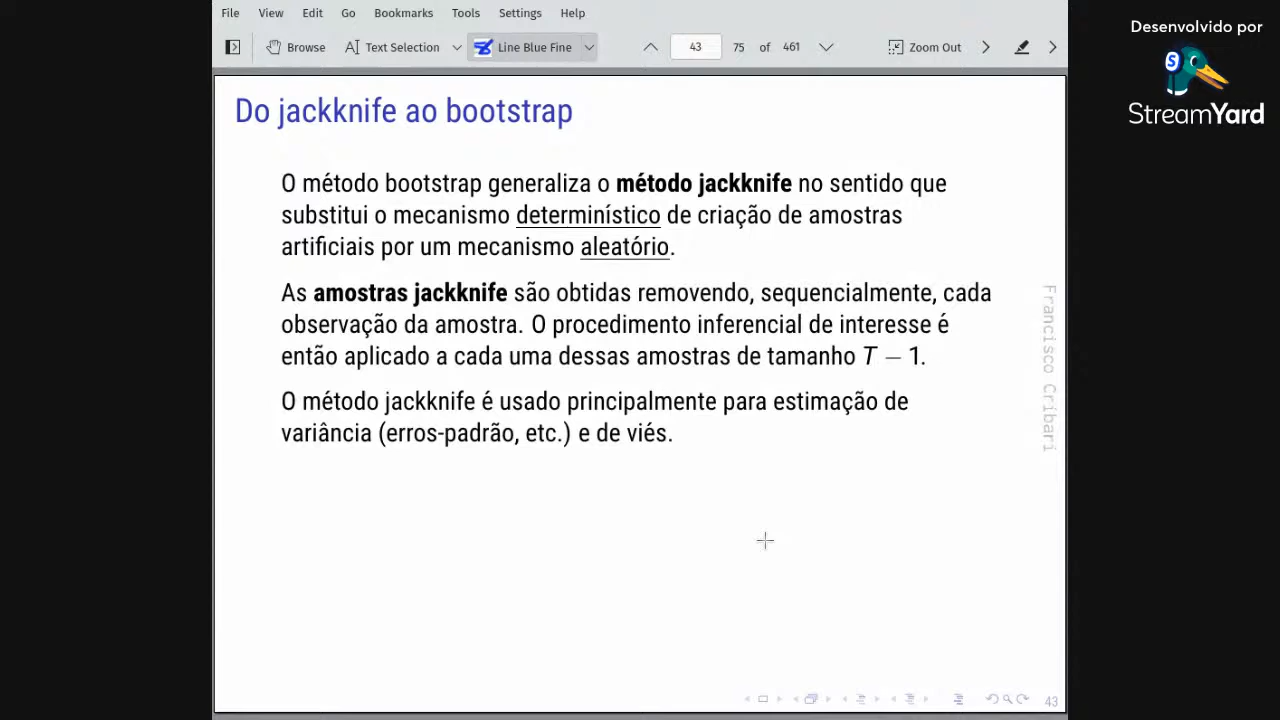 File View Edit Go Bookmarks Tools Settings Help
Desenvolvido por
StreamYard
Browse Text Selection Line Blue Fine 43 75 of 461 Zoom Out
Do jackknife ao bootstrap
O método bootstrap generaliza o método jackknife no sentido que
substitui o mecanismo determinístico de criação de amostras
artificiais por um mecanismo aleatório.
As amostras jackknife são obtidas removendo, sequencialmente, cada
observação da amostra. O procedimento inferencial de interesse é
então aplicado a cada uma dessas amostras de tamanho T − 1.
O método jackknife é usado principalmente para estimação de
variância (erros-padrão, etc.) e de viés.
Francisco Cribari
43